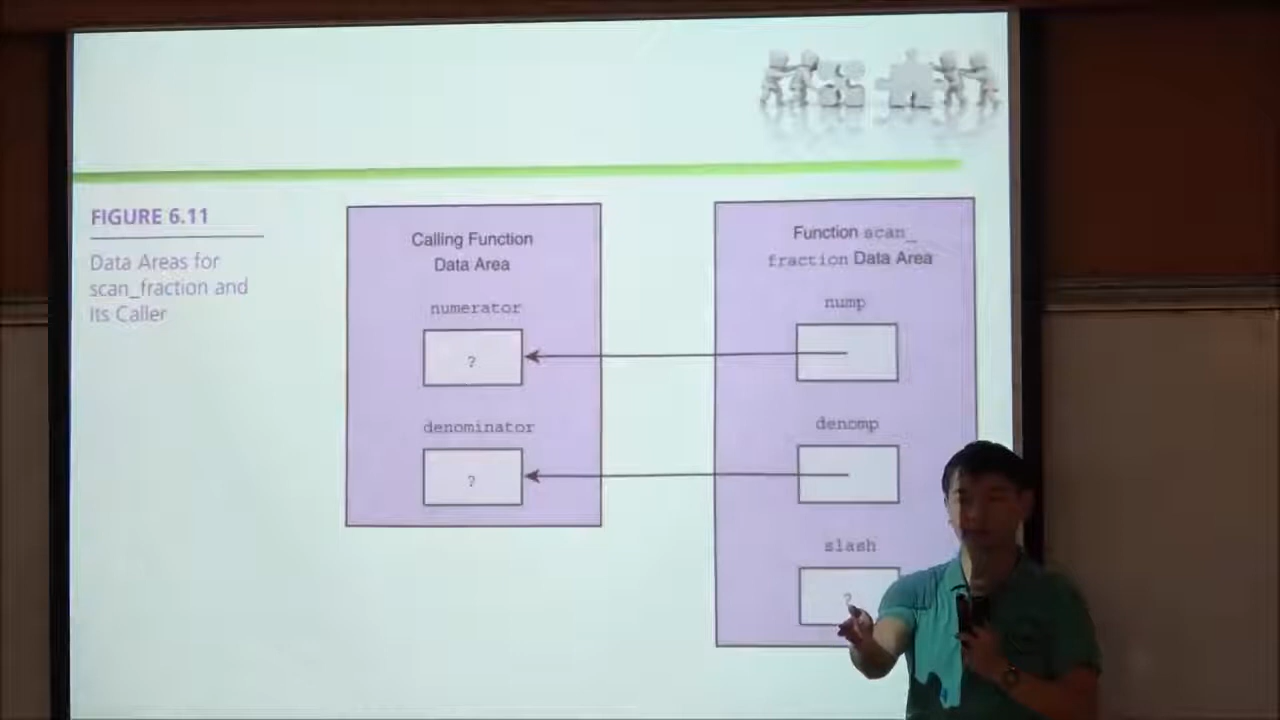 FIGURE 6.11
Data Areas for
scan_fraction and
Its Caller
Calling Function
Data Area
numerator
?
denominator
?
Function scan_
fraction Data Area
nump
denomp
slash
?